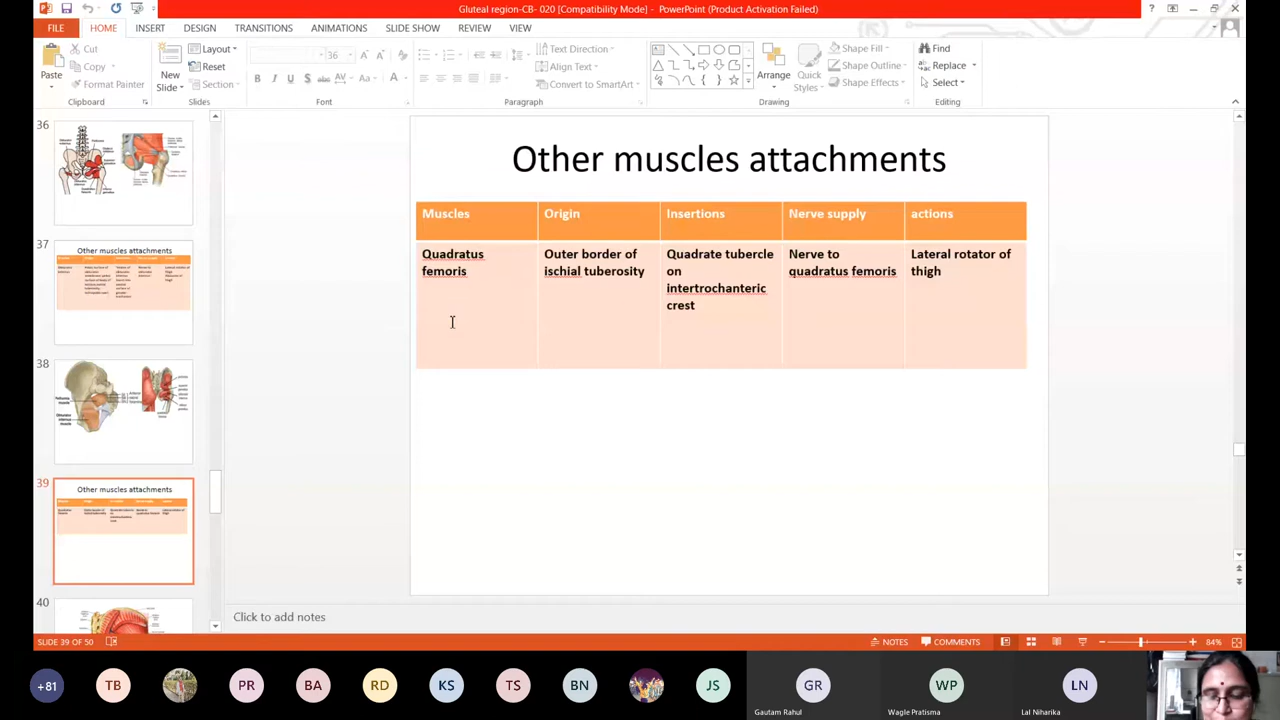 Gluteal region-CB- 020 [Compatibility Mode] - PowerPoint (Product Activation Failed)
FILE HOME INSERT DESIGN TRANSITIONS ANIMATIONS SLIDE SHOW REVIEW VIEW
Paste
Cut
Copy
Format Painter
Clipboard
New
Slide
Layout
Reset
Section
Slides
36
B I U S abc AV Aa A
Font
Text Direction
Align Text
Convert to SmartArt
Paragraph
Arrange
Quick
Styles
Shape Fill
Shape Outline
Shape Effects
Drawing
Find
Replace
Select
Editing
36
37
Other muscles attachments
38
39
Other muscles attachments
40
Other muscles attachments
Muscles Origin Insertions Nerve supply actions
Quadratus
femoris
Outer border of
ischial tuberosity
Quadrate tubercle
on
intertrochanteric
crest
Nerve to
quadratus femoris
Lateral rotator of
thigh
Click to add notes
SLIDE 39 OF 50
NOTES COMMENTS 84%
+81 TB PR BA RD KS TS BN JS GR WP LN
Gautam Rahul Wagle Pratisma Lal Niharika